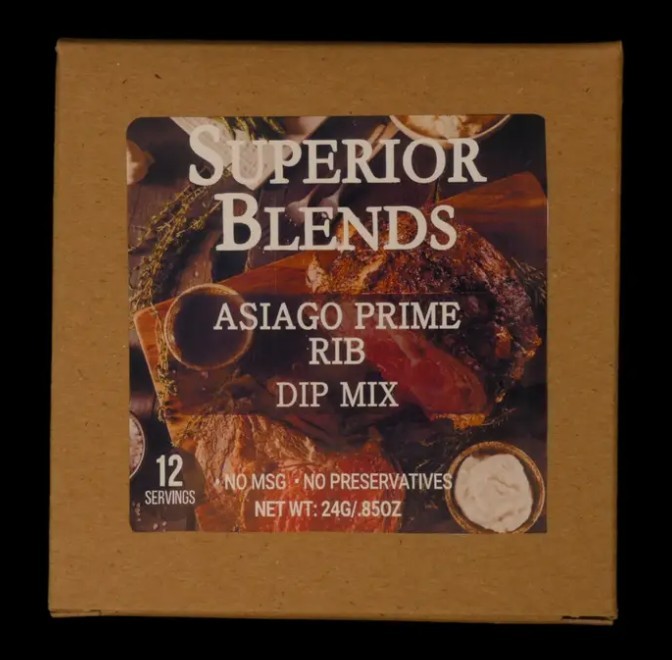 SUPERIOR
BLENDS
ASIAGO PRIME
RIB
DIP MIX
12
SERVINGS
· NO MSG · NO PRESERVATIVES
NET WT: 24G/.85OZ